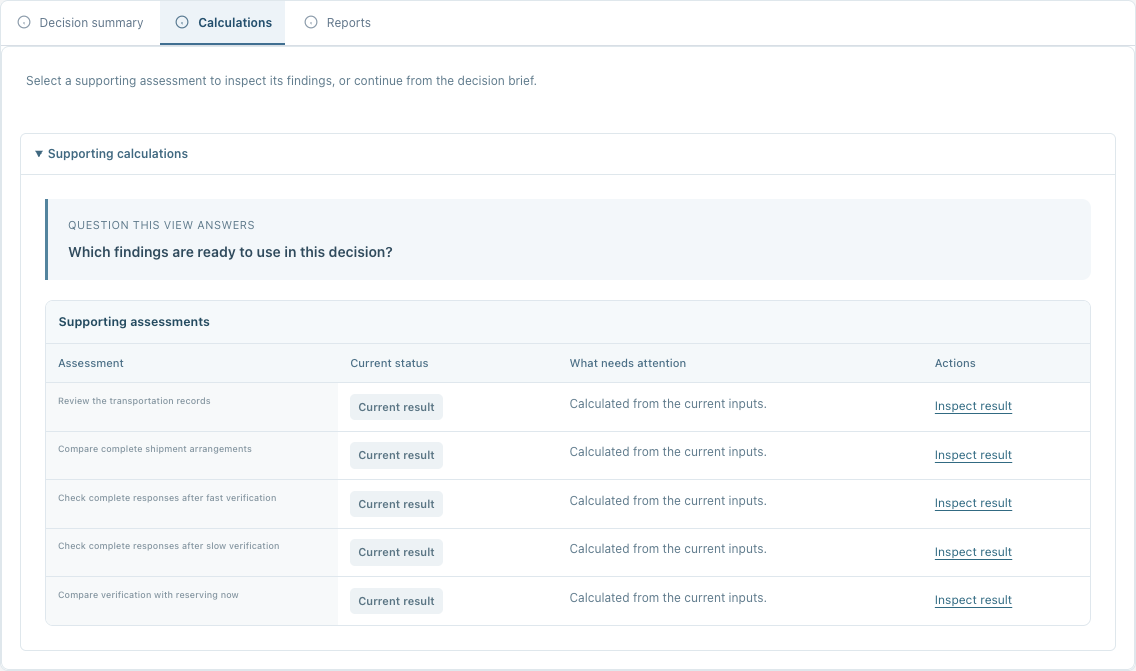 Decision summary
Calculations
Reports
Select a supporting assessment to inspect its findings, or continue from the decision brief.
▼ Supporting calculations
QUESTION THIS VIEW ANSWERS
Which findings are ready to use in this decision?
Supporting assessments
Assessment Current status What needs attention Actions
Review the transportation records Current result Calculated from the current inputs. Inspect result
Compare complete shipment arrangements Current result Calculated from the current inputs. Inspect result
Check complete responses after fast verification Current result Calculated from the current inputs. Inspect result
Check complete responses after slow verification Current result Calculated from the current inputs. Inspect result
Compare verification with reserving now Current result Calculated from the current inputs. Inspect result